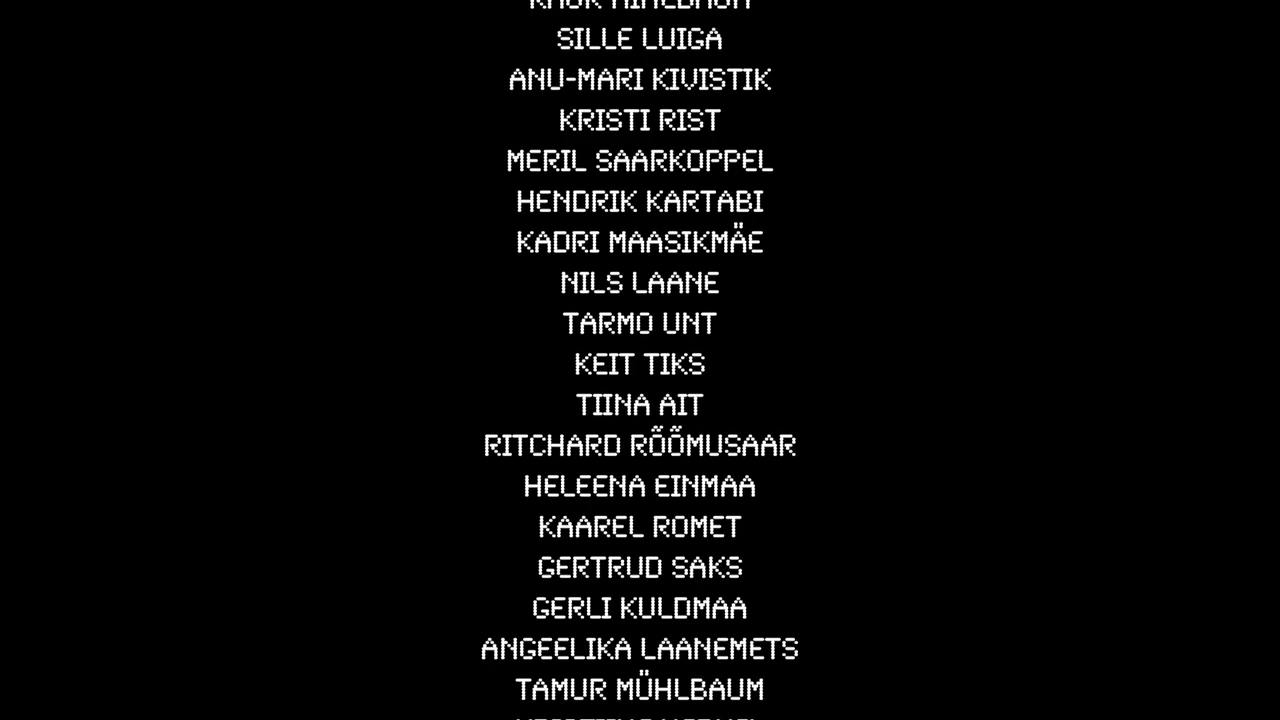 SILLE LUIGA
ANU-MARI KIVISTIK
KRISTI RIST
MERIL SAARKOPPEL
HENDRIK KARTABI
KADRI MAASIKMÄE
NILS LAANE
TARMO UNT
KEIT TIKS
TIINA AIT
RITCHARD RÕÕMUSAAR
HELEENA EINMAA
KAAREL ROMET
GERTRUD SAKS
GERLI KULDMAA
ANGEELIKA LAANEMETS
TAMUR MÜHLBAUM